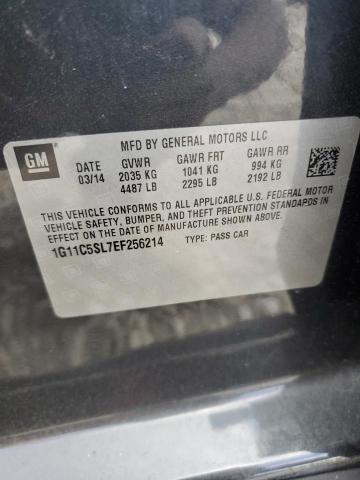 MFD BY GENERAL MOTORS LLC
GM
DATE GVWR GAWR FRT GAWR RR
03/14 2035 KG 1041 KG 994 KG
4487 LB 2295 LB 2192 LB
THIS VEHICLE CONFORMS TO ALL APPLICABLE U.S. FEDERAL MOTOR
VEHICLE SAFETY, BUMPER, AND THEFT PREVENTION STANDARDS IN
EFFECT ON THE DATE OF MANUFACTURE SHOWN ABOVE.
1G11C5SL7EF256214 TYPE: PASS CAR